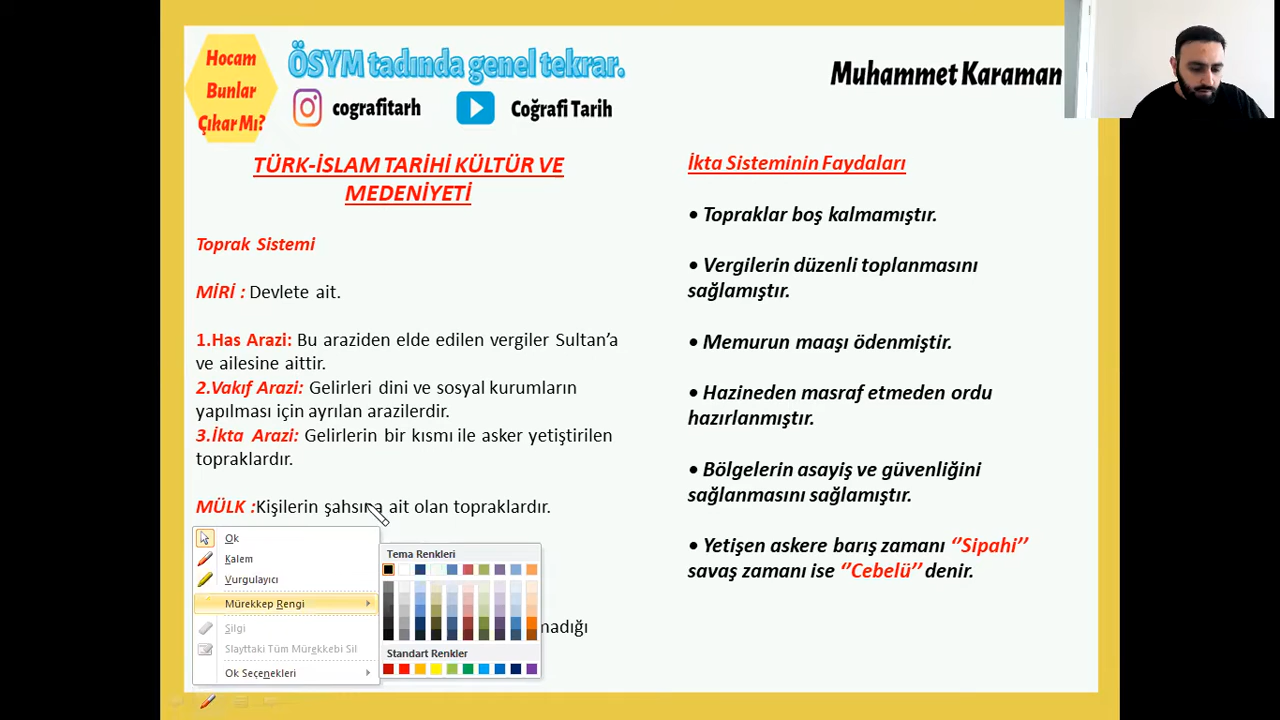 Hocam
Bunlar
Çıkar Mı?
ÖSYM tadında genel tekrar.
cografitarh
Coğrafi Tarih
Muhammet Karaman
TÜRK-İSLAM TARİHİ KÜLTÜR VE
MEDENİYETİ
Toprak Sistemi
MİRİ : Devlete ait.
1.Has Arazi: Bu araziden elde edilen vergiler Sultan’a
ve ailesine aittir.
2.Vakıf Arazi: Gelirleri dini ve sosyal kurumların
yapılması için ayrılan arazilerdir.
3.İkta Arazi: Gelirlerin bir kısmı ile asker yetiştirilen
topraklardır.
MÜLK :Kişilerin şahsına ait olan topraklardır.
Ok
Kalem
Vurgulayıcı
Mürekkep Rengi
Silgi
Slayttaki Tüm Mürekkebi Sil
Ok Seçenekleri
Tema Renkleri
Standart Renkler
madığı
İkta Sisteminin Faydaları
• Topraklar boş kalmamıştır.
• Vergilerin düzenli toplanmasını
sağlamıştır.
• Memurun maaşı ödenmiştir.
• Hazineden masraf etmeden ordu
hazırlanmıştır.
• Bölgelerin asayiş ve güvenliğini
sağlanmasını sağlamıştır.
• Yetişen askere barış zamanı ‘’Sipahi’’
savaş zamanı ise ‘’Cebelü’’ denir.